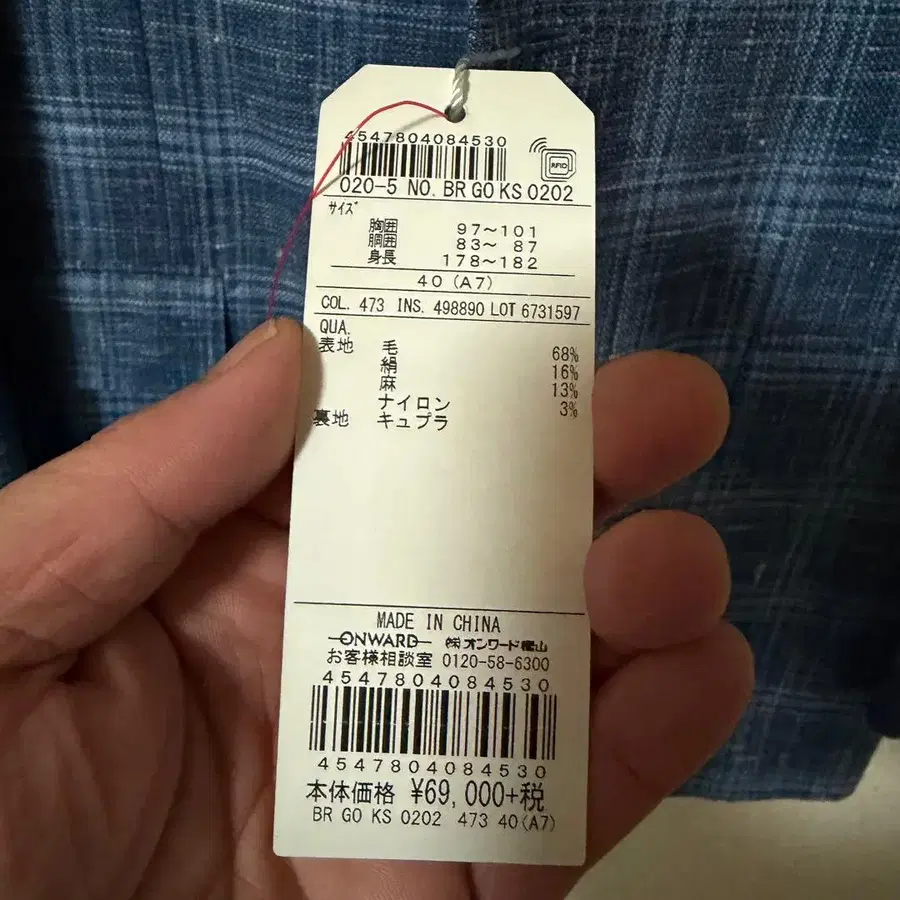 4547804084530
RFID
020-5 NO. BR GO KS 0202
サイズ
胸囲 97〜101
胴囲 83〜 87
身長 178〜182
40 (A7)
COL. 473 INS. 498890 LOT 6731597
QUA.
表地 毛 68%
絹 16%
麻 13%
ナイロン 3%
裏地 キュプラ
MADE IN CHINA
ONWARD ㈱オンワード樫山
お客様相談室 0120-58-6300
4547804084530
4547804084530
本体価格 ¥69,000+税
BR GO KS 0202 473 40(A7)